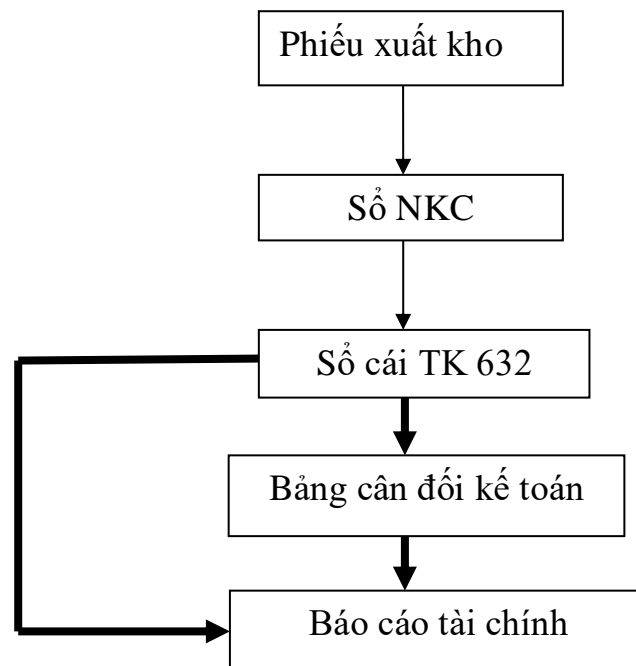 Phiếu xuất kho
Sổ NKC
Sổ cái TK 632
Bảng cân đối kế toán
Báo cáo tài chính